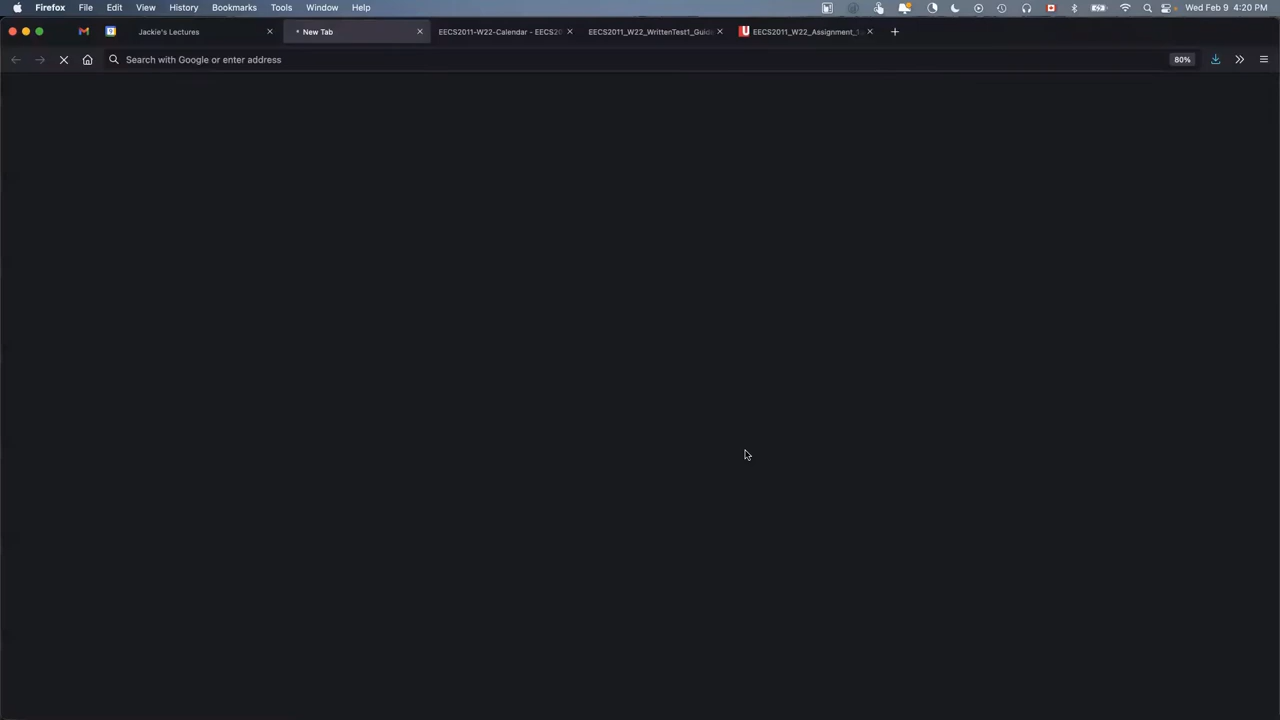 Firefox File Edit View History Bookmarks Tools Window Help Wed Feb 9 4:20 PM
Jackie's Lectures New Tab EECS2011-W22-Calendar - EECS20 EECS2011_W22_WrittenTest1_Guide EECS2011_W22_Assignment_1
Search with Google or enter address 80%